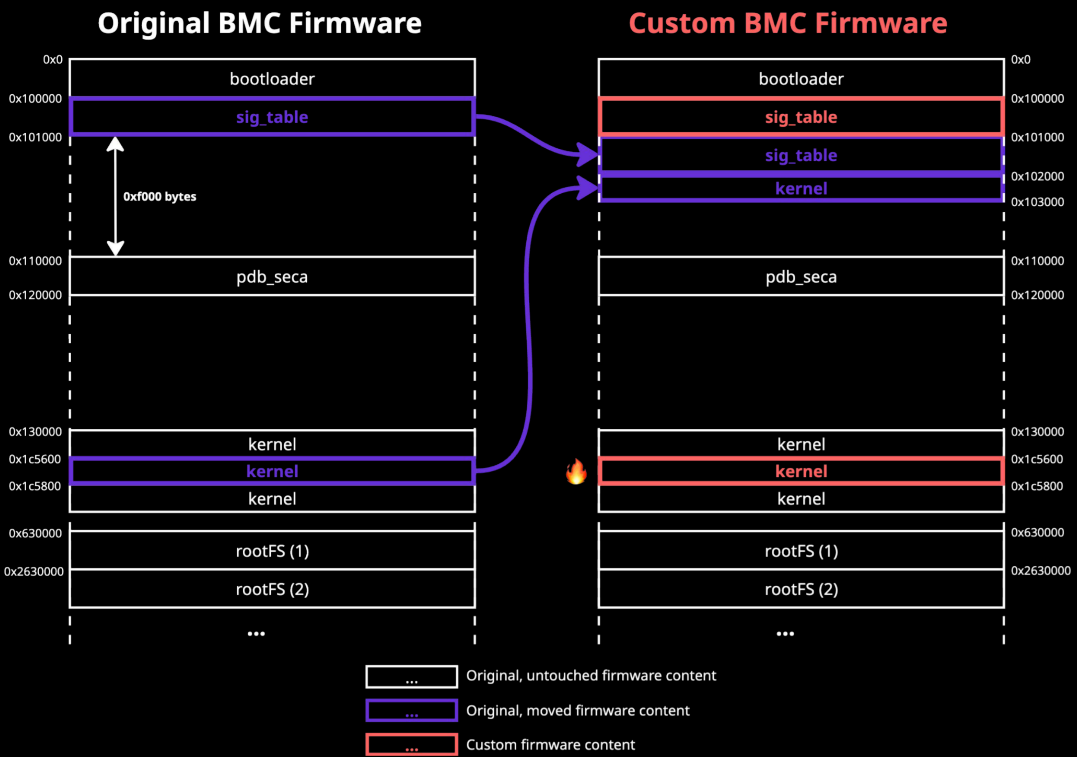 Original BMC Firmware
Custom BMC Firmware
0x0
bootloader
bootloader
0x0
0x100000
0x100000
sig_table
sig_table
0x101000
0x101000
sig_table
0xf000 bytes
0x102000
kernel
0x103000
0x110000
0x110000
pdb_seca
pdb_seca
0x120000
0x120000
0x130000
0x130000
kernel
kernel
0x1c5600
0x1c5600
kernel
kernel
0x1c5800
0x1c5800
kernel
kernel
0x630000
0x630000
rootFS (1)
rootFS (1)
0x2630000
0x2630000
rootFS (2)
rootFS (2)
...
...
... Original, untouched firmware content
... Original, moved firmware content
... Custom firmware content